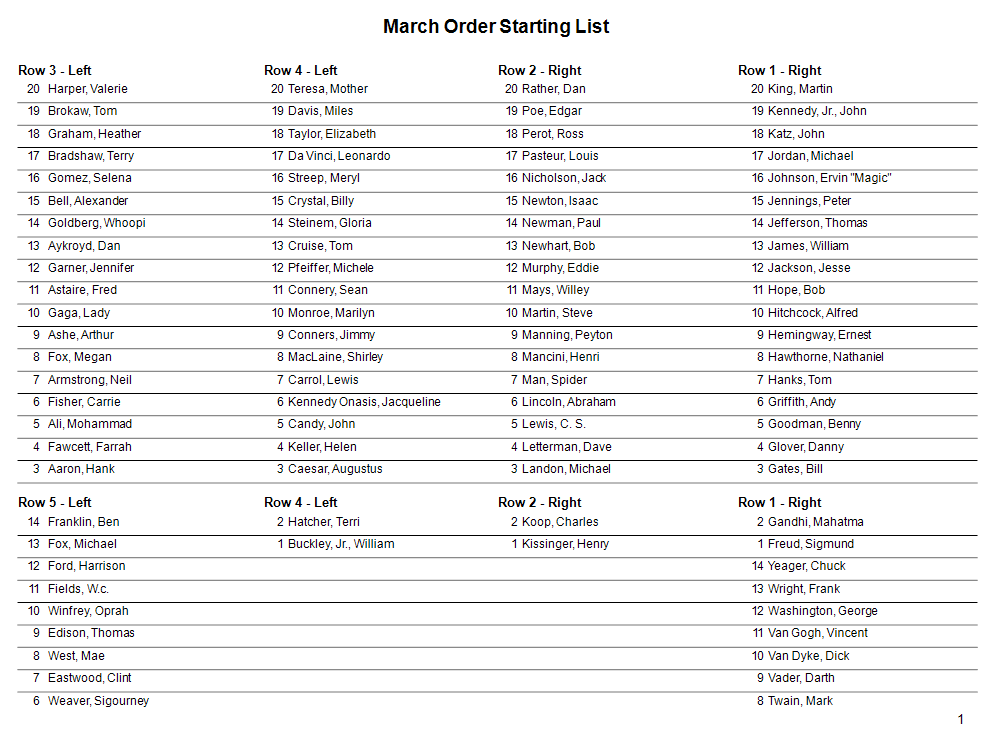 March Order Starting List
Row 3 - Left Row 4 - Left Row 2 - Right Row 1 - Right
20 Harper, Valerie 20 Teresa, Mother 20 Rather, Dan 20 King, Martin
19 Brokaw, Tom 19 Davis, Miles 19 Poe, Edgar 19 Kennedy, Jr., John
18 Graham, Heather 18 Taylor, Elizabeth 18 Perot, Ross 18 Katz, John
17 Bradshaw, Terry 17 Da Vinci, Leonardo 17 Pasteur, Louis 17 Jordan, Michael
16 Gomez, Selena 16 Streep, Meryl 16 Nicholson, Jack 16 Johnson, Ervin "Magic"
15 Bell, Alexander 15 Crystal, Billy 15 Newton, Isaac 15 Jennings, Peter
14 Goldberg, Whoopi 14 Steinem, Gloria 14 Newman, Paul 14 Jefferson, Thomas
13 Aykroyd, Dan 13 Cruise, Tom 13 Newhart, Bob 13 James, William
12 Garner, Jennifer 12 Pfeiffer, Michele 12 Murphy, Eddie 12 Jackson, Jesse
11 Astaire, Fred 11 Connery, Sean 11 Mays, Willey 11 Hope, Bob
10 Gaga, Lady 10 Monroe, Marilyn 10 Martin, Steve 10 Hitchcock, Alfred
9 Ashe, Arthur 9 Conners, Jimmy 9 Manning, Peyton 9 Hemingway, Ernest
8 Fox, Megan 8 MacLaine, Shirley 8 Mancini, Henri 8 Hawthorne, Nathaniel
7 Armstrong, Neil 7 Carrol, Lewis 7 Man, Spider 7 Hanks, Tom
6 Fisher, Carrie 6 Kennedy Onasis, Jacqueline 6 Lincoln, Abraham 6 Griffith, Andy
5 Ali, Mohammad 5 Candy, John 5 Lewis, C. S. 5 Goodman, Benny
4 Fawcett, Farrah 4 Keller, Helen 4 Letterman, Dave 4 Glover, Danny
3 Aaron, Hank 3 Caesar, Augustus 3 Landon, Michael 3 Gates, Bill
Row 5 - Left Row 4 - Left Row 2 - Right Row 1 - Right
14 Franklin, Ben 2 Hatcher, Terri 2 Koop, Charles 2 Gandhi, Mahatma
13 Fox, Michael 1 Buckley, Jr., William 1 Kissinger, Henry 1 Freud, Sigmund
12 Ford, Harrison 14 Yeager, Chuck
11 Fields, W.c. 13 Wright, Frank
10 Winfrey, Oprah 12 Washington, George
9 Edison, Thomas 11 Van Gogh, Vincent
8 West, Mae 10 Van Dyke, Dick
7 Eastwood, Clint 9 Vader, Darth
6 Weaver, Sigourney 8 Twain, Mark
1